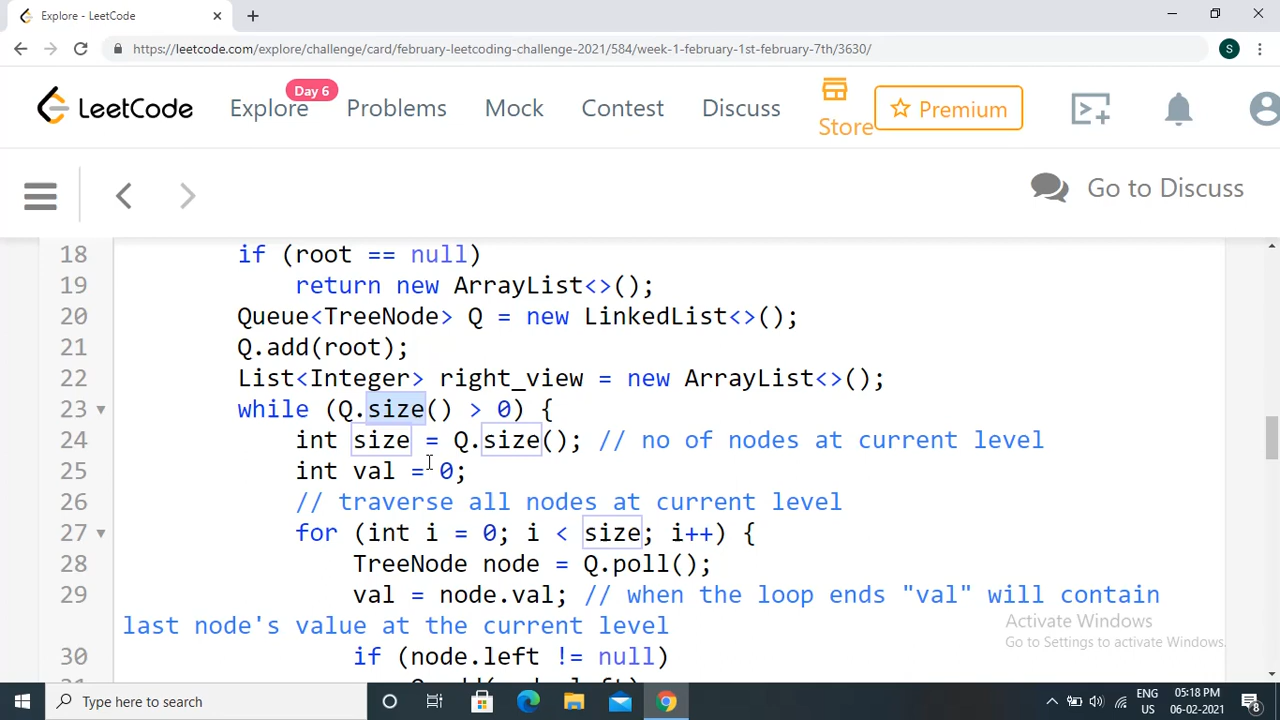 Explore - LeetCode
https://leetcode.com/explore/challenge/card/february-leetcoding-challenge-2021/584/week-1-february-1st-february-7th/3630/
S
LeetCode
Explore
Day 6
Problems
Mock
Contest
Discuss
Store
Premium
Go to Discuss
18 if (root == null)
19 return new ArrayList<>();
20 Queue<TreeNode> Q = new LinkedList<>();
21 Q.add(root);
22 List<Integer> right_view = new ArrayList<>();
23 while (Q.size() > 0) {
24 int size = Q.size(); // no of nodes at current level
25 int val = 0;
26 // traverse all nodes at current level
27 for (int i = 0; i < size; i++) {
28 TreeNode node = Q.poll();
29 val = node.val; // when the loop ends "val" will contain
last node's value at the current level
30 if (node.left != null)
Activate Windows
Go to Settings to activate Windows.
Type here to search
ENG
US
05:18 PM
06-02-2021
8